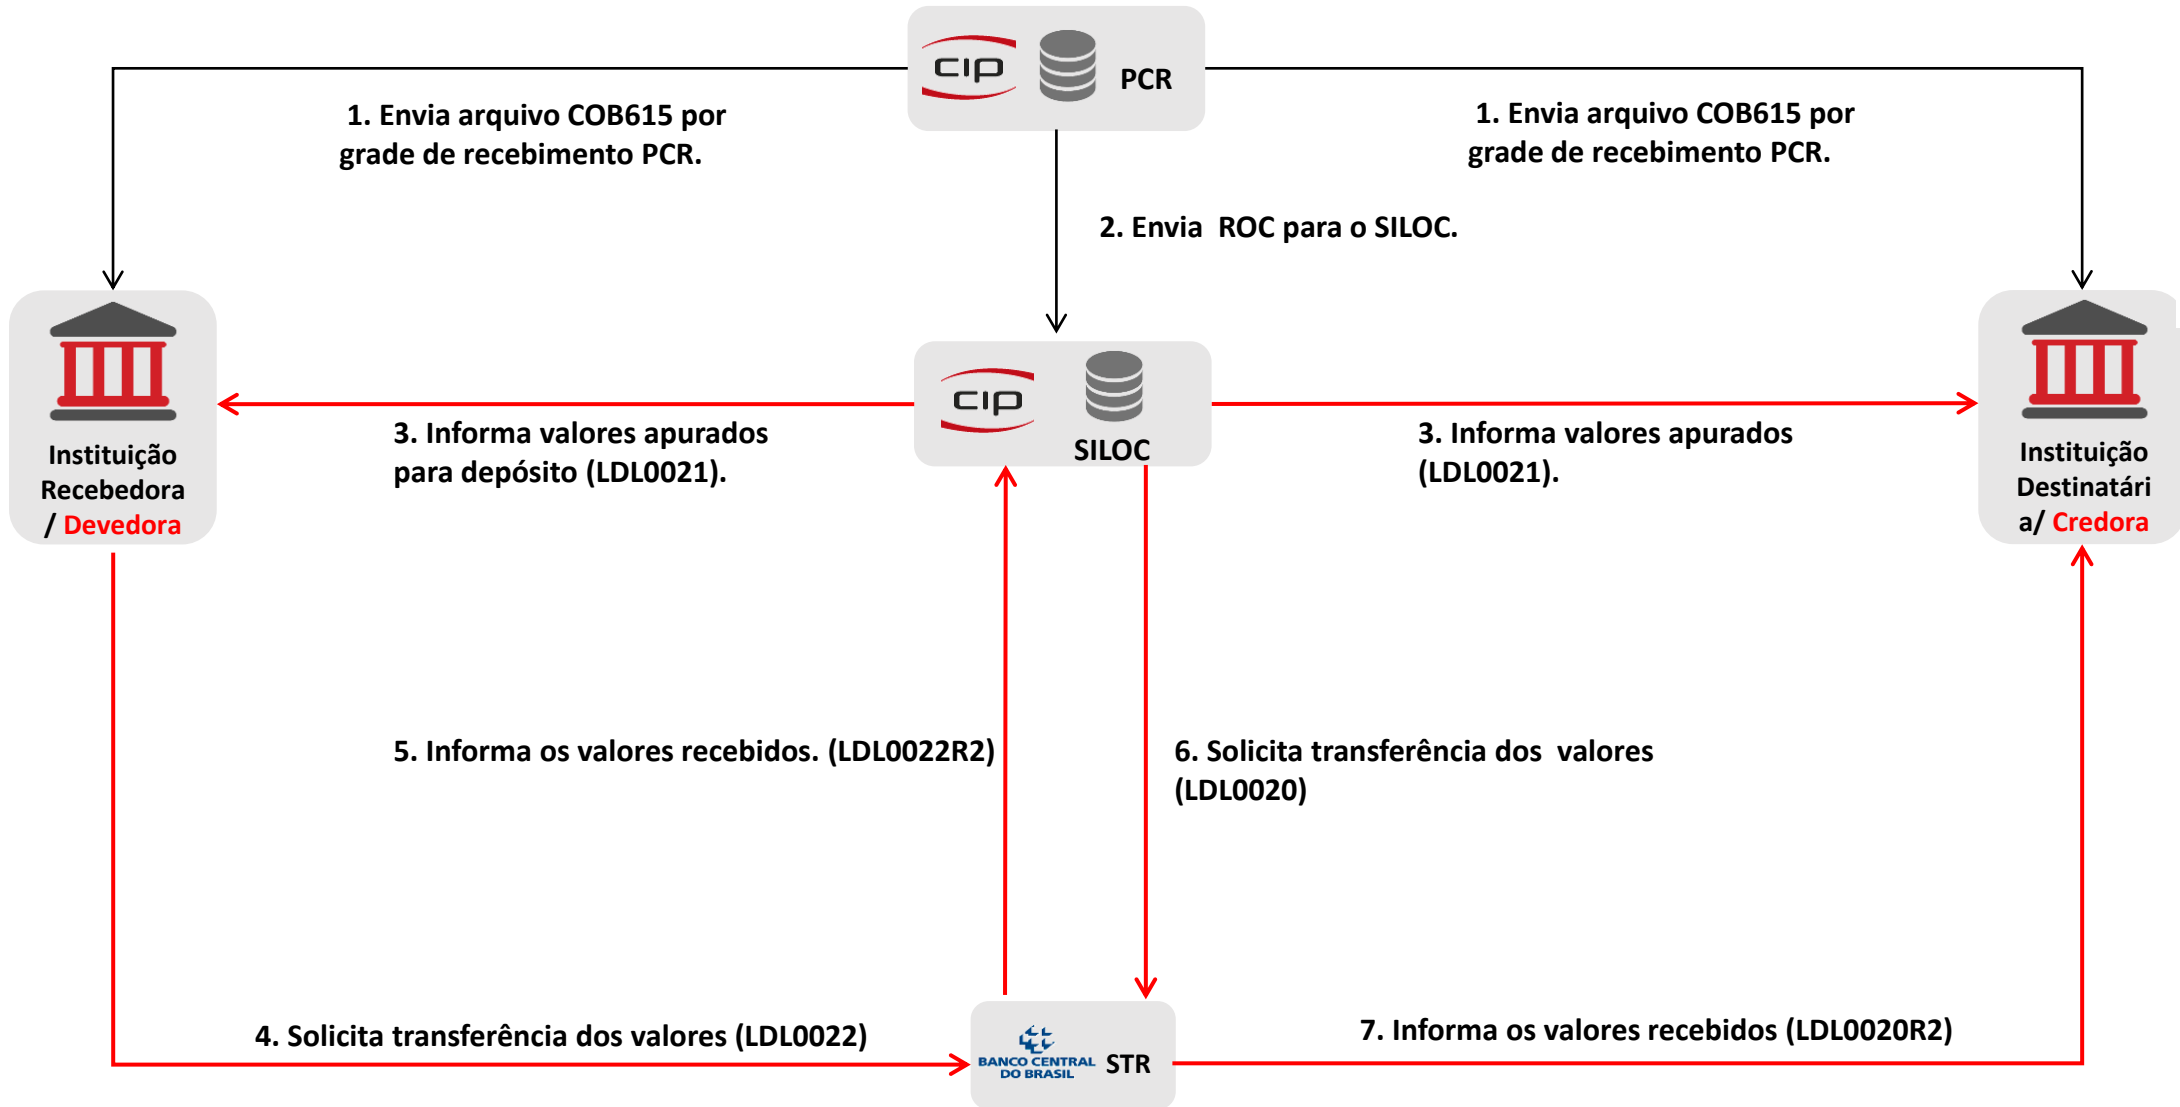 cip
PCR
1. Envia arquivo COB615 por
grade de recebimento PCR.
1. Envia arquivo COB615 por
grade de recebimento PCR.
2. Envia  ROC para o SILOC.
Instituição
Recebedora
/ Devedora
cip
SILOC
Instituição
Destinatári
a/ Credora
3. Informa valores apurados
para depósito (LDL0021).
3. Informa valores apurados
(LDL0021).
5. Informa os valores recebidos. (LDL0022R2)
6. Solicita transferência dos  valores
(LDL0020)
4. Solicita transferência dos valores (LDL0022)
BANCO CENTRAL
DO BRASIL
STR
7. Informa os valores recebidos (LDL0020R2)